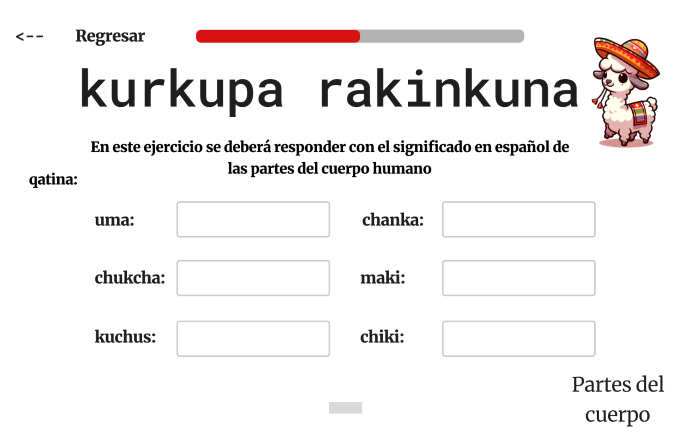 <-- Regresar
kurkupa rakinkuna
En este ejercicio se deberá responder con el significado en español de
las partes del cuerpo humano
qatina:
uma:
chanka:
chukcha:
maki:
kuchus:
chiki:
Partes del
cuerpo